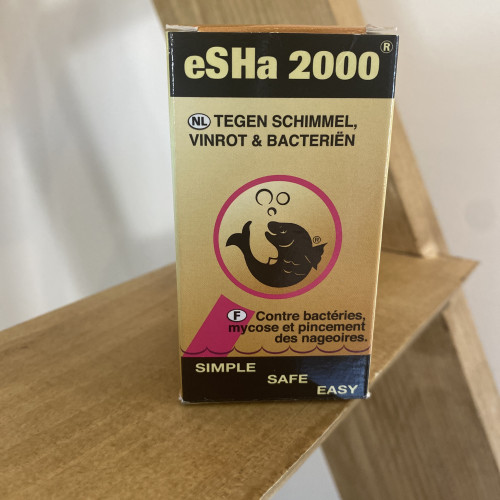 eSHa 2000®
NL TEGEN SCHIMMEL,
VINROT & BACTERIËN
®
F Contre bactéries,
mycose et pincement
des nageoires.
SIMPLE
SAFE
EASY